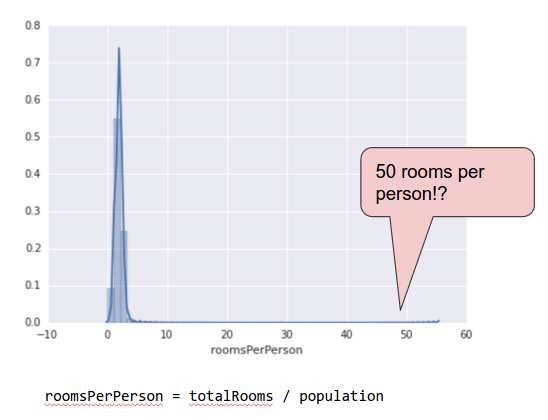 0.8
0.7
0.6
0.5
0.4
0.3
0.2
0.1
0.0
50 rooms per
person!?
−10 0 10 20 30 40 50 60
roomsPerPerson
roomsPerPerson = totalRooms / population